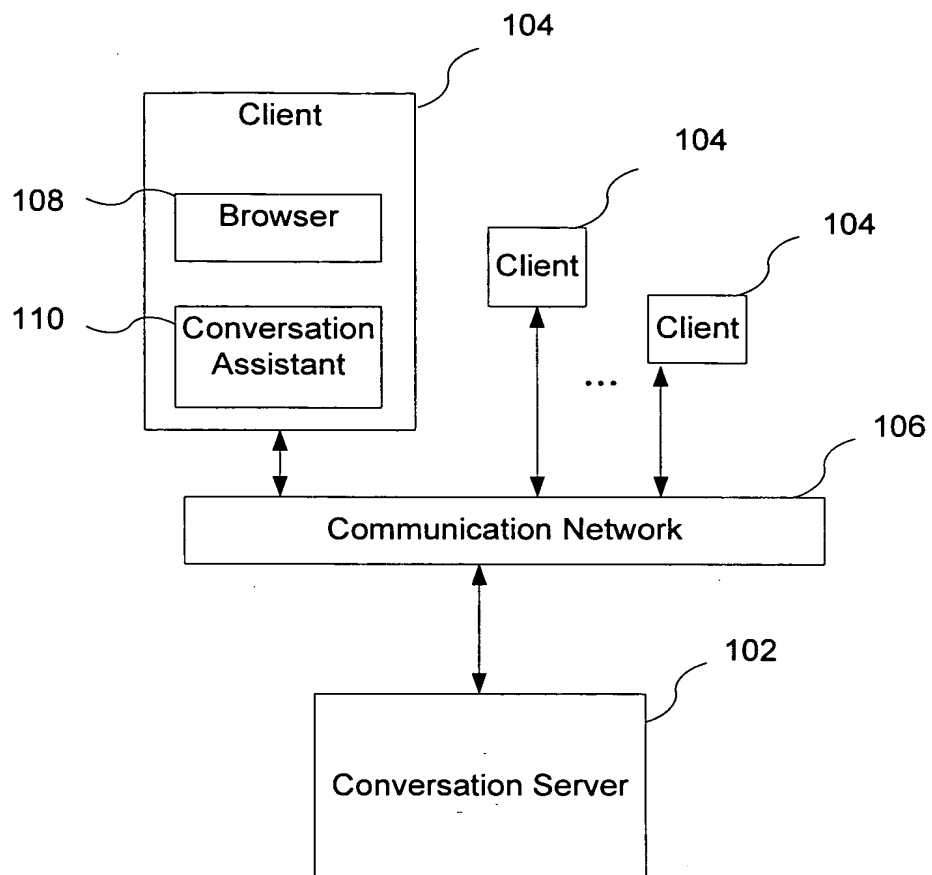 104
Client
108
Browser
110
Conversation
Assistant
104
Client
104
Client
...
106
Communication Network
102
Conversation Server